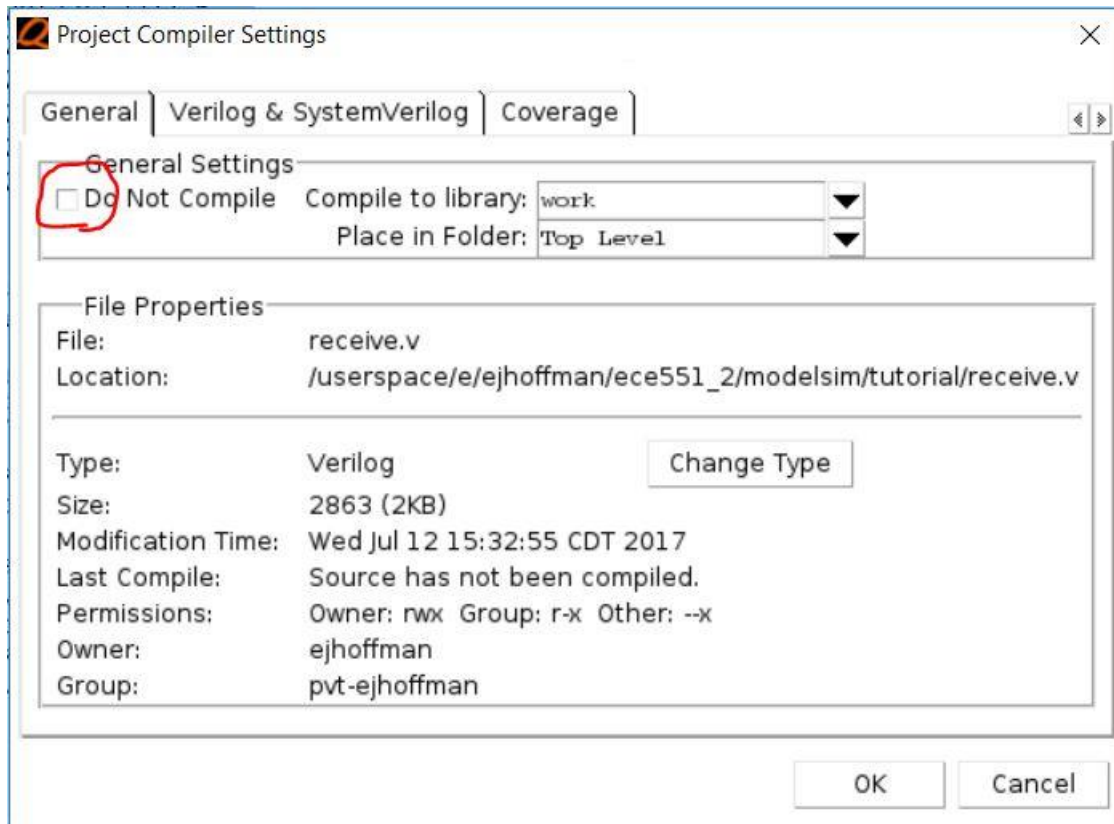 Project Compiler Settings
General Verilog & SystemVerilog Coverage
General Settings
Do Not Compile Compile to library: work
Place in Folder: Top Level
File Properties
File: receive.v
Location: /userspace/e/ejhoffman/ece551_2/modelsim/tutorial/receive.v
Type: Verilog Change Type
Size: 2863 (2KB)
Modification Time: Wed Jul 12 15:32:55 CDT 2017
Last Compile: Source has not been compiled.
Permissions: Owner: rwx Group: r-x Other: --x
Owner: ejhoffman
Group: pvt-ejhoffman
OK Cancel